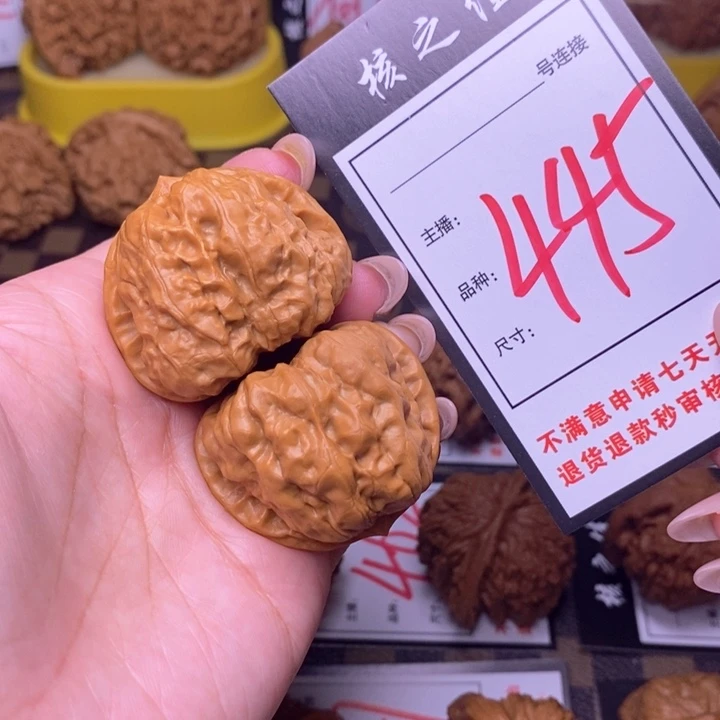 核之
号连接
445
主播：
品种：
尺寸：
不满意申请七天无
退货退款秒审核